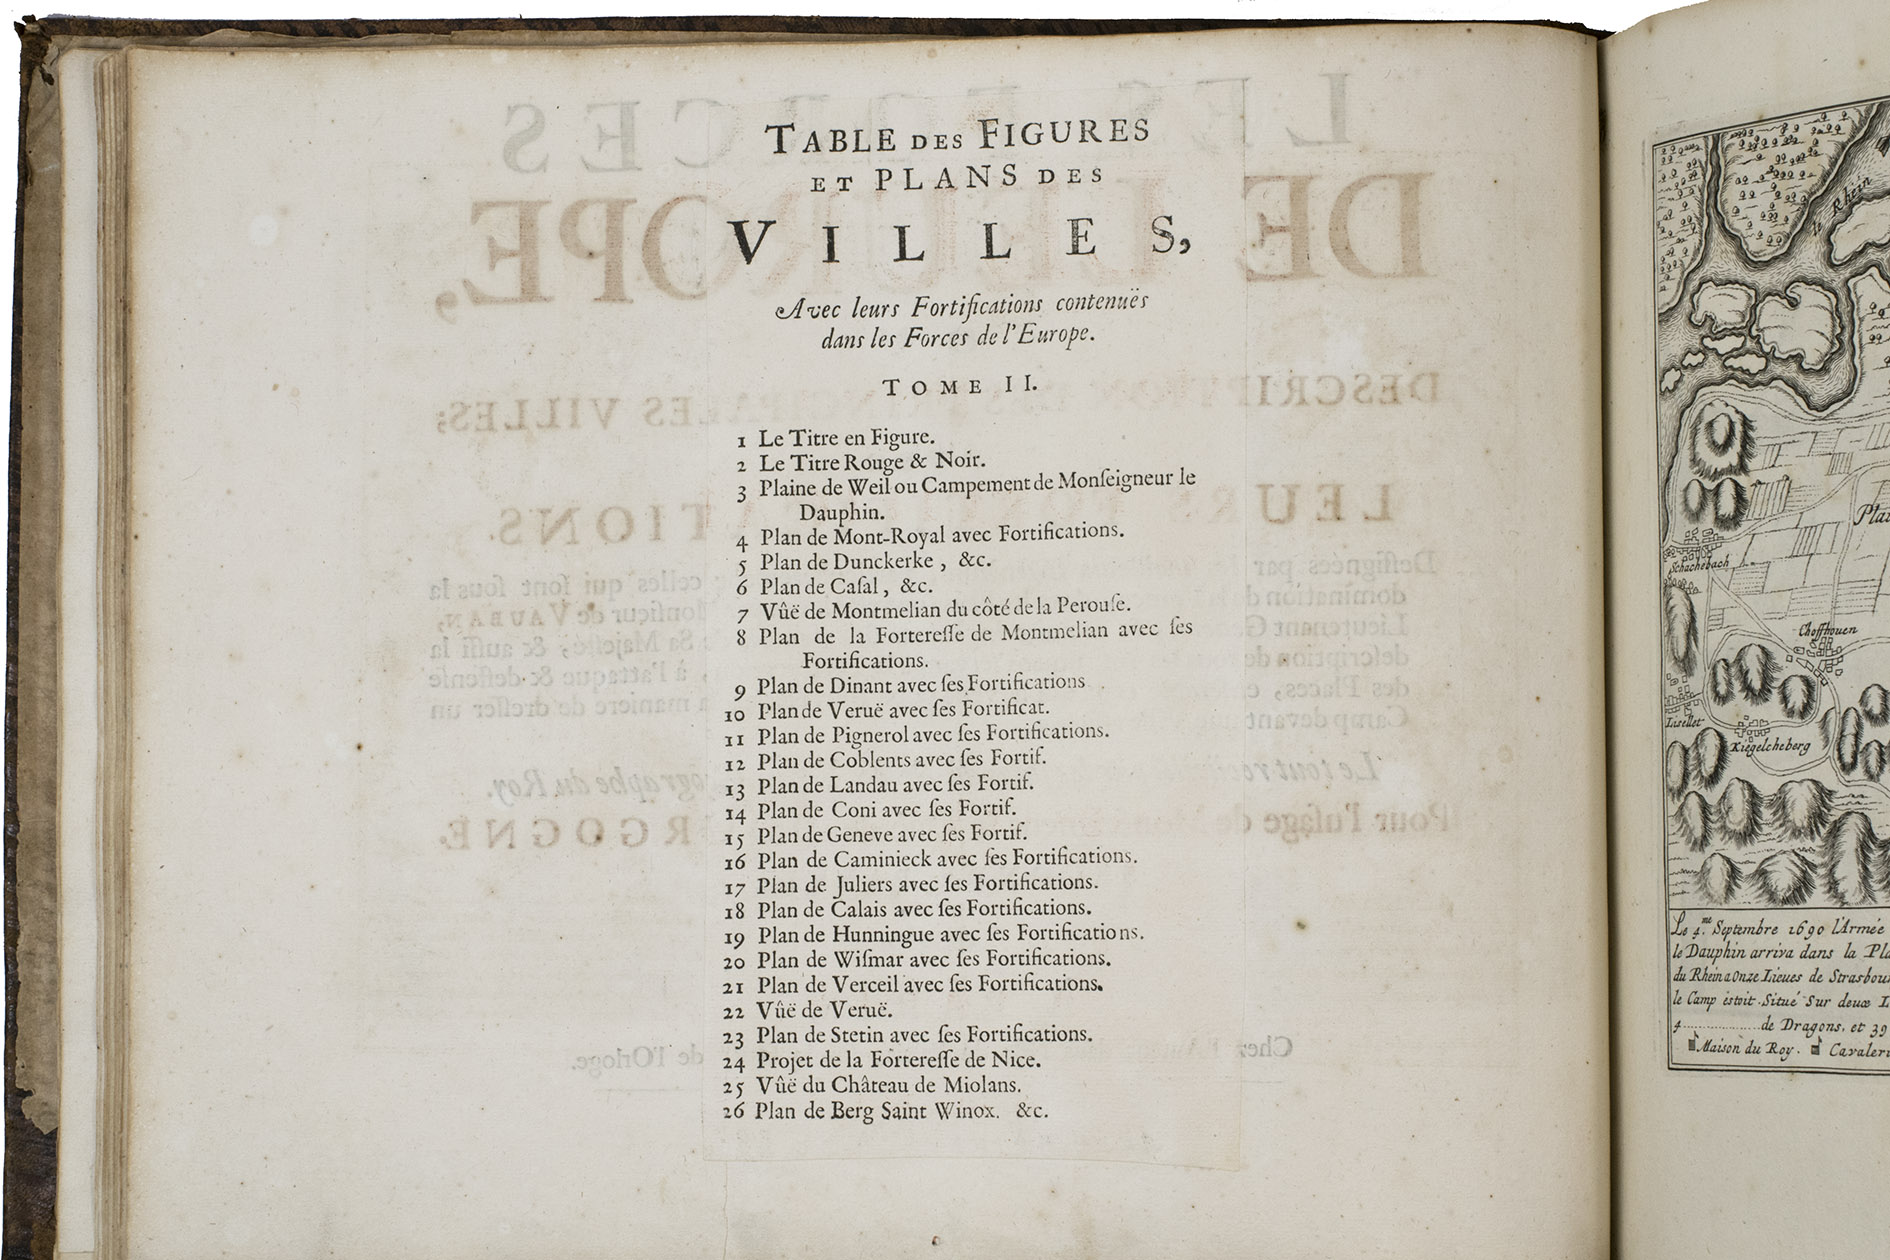 TABLE DES FIGURES
ET PLANS DES
VILLES,
Avec leurs Fortifications contenuës
dans les Forces de l'Europe.
TOME II.
1 Le Titre en Figure.
2 Le Titre Rouge & Noir.
3 Plaine de Weil ou Campement de Monſeigneur le
Dauphin.
4 Plan de Mont-Royal avec Fortifications.
5 Plan de Dunckerke, &c.
6 Plan de Caſal, &c.
7 Vûë de Montmelian du côté de la Perouſe.
8 Plan de la Fortereſſe de Montmelian avec ſes
Fortifications.
9 Plan de Dinant avec ſes Fortifications
10 Plan de Veruë avec ſes Fortificat.
11 Plan de Pignerol avec ſes Fortifications.
12 Plan de Coblents avec ſes Fortif.
13 Plan de Landau avec ſes Fortif.
14 Plan de Coni avec ſes Fortif.
15 Plan de Geneve avec ſes Fortif.
16 Plan de Caminieck avec ſes Fortifications.
17 Plan de Juliers avec ſes Fortifications.
18 Plan de Calais avec ſes Fortifications.
19 Plan de Hunningue avec ſes Fortifications.
20 Plan de Wiſmar avec ſes Fortifications.
21 Plan de Verceil avec ſes Fortifications.
22 Vûë de Veruë.
23 Plan de Stetin avec ſes Fortifications.
24 Projet de la Fortereſſe de Nice.
25 Vûë du Château de Miolans.
26 Plan de Berg Saint Winox. &c.
le Rhein
Plai
Schachebach
Choffhouen
Lisellet
Kiegelcheberg
Le 4.me Septembre 1690 l'Armée
le Dauphin arriva dans la Pla
du Rhein a Onze Lieues de Strasbou
le Camp estoit Situé Sur deux L
4 de Dragons, et 39
Maison du Roy. Cavaleri